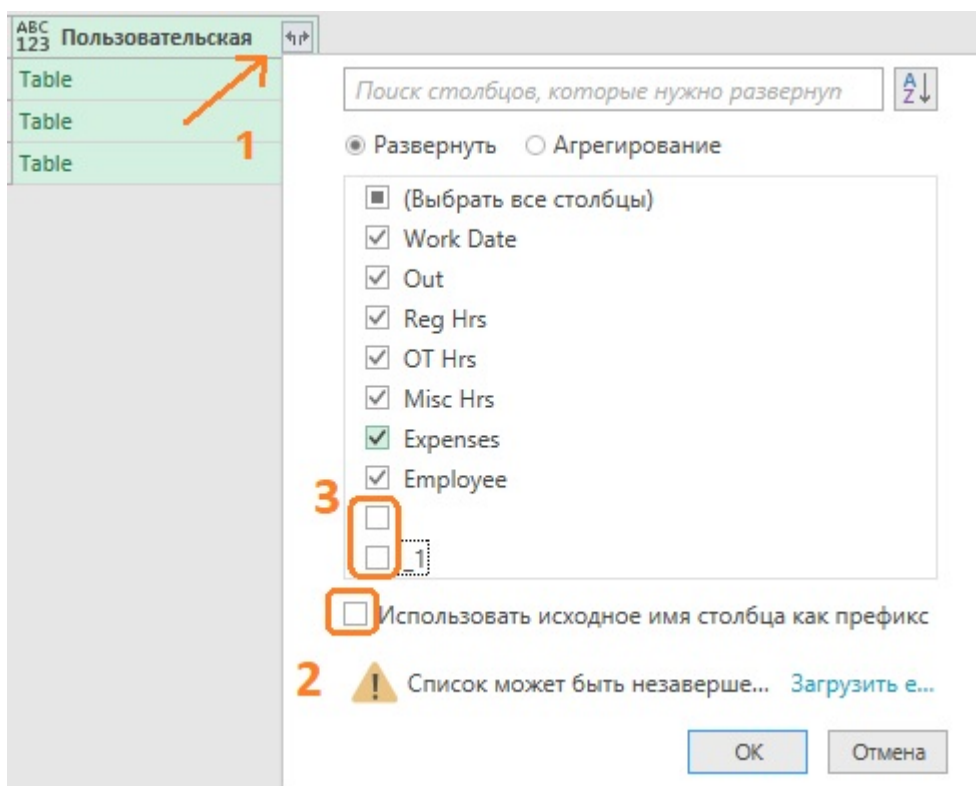 ABC
123 Пользовательская
Table
Table
Table
1
Поиск столбцов, которые нужно развернуп
A
Z
Развернуть
Агрегирование
(Выбрать все столбцы)
Work Date
Out
Reg Hrs
OT Hrs
Misc Hrs
Expenses
Employee
3
_1
Использовать исходное имя столбца как префикс
2
! Список может быть незаверше... Загрузить е...
OK Отмена